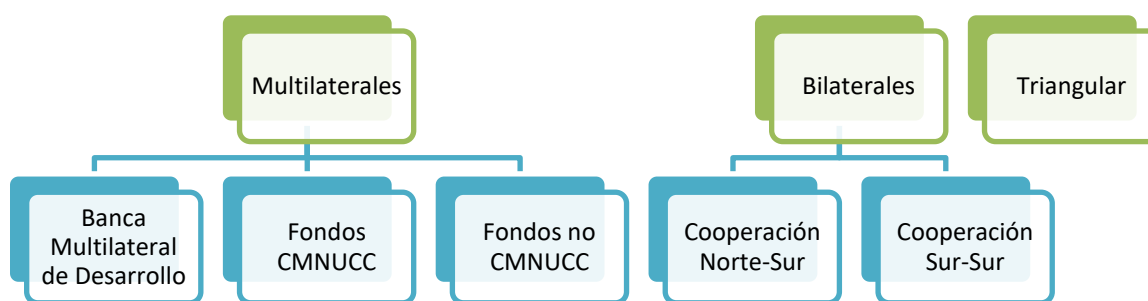 Multilaterales
Bilaterales
Triangular
Banca
Multilateral
de Desarrollo
Fondos
CMNUCC
Fondos no
CMNUCC
Cooperación
Norte-Sur
Cooperación
Sur-Sur